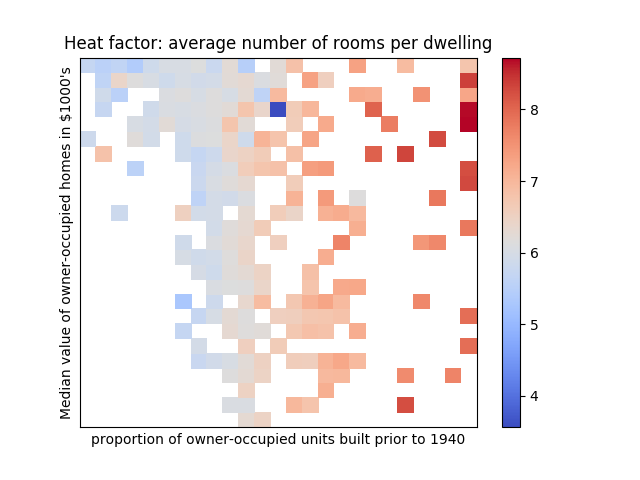 Heat factor: average number of rooms per dwelling
Median value of owner-occupied homes in $1000's
proportion of owner-occupied units built prior to 1940
8
7
6
5
4